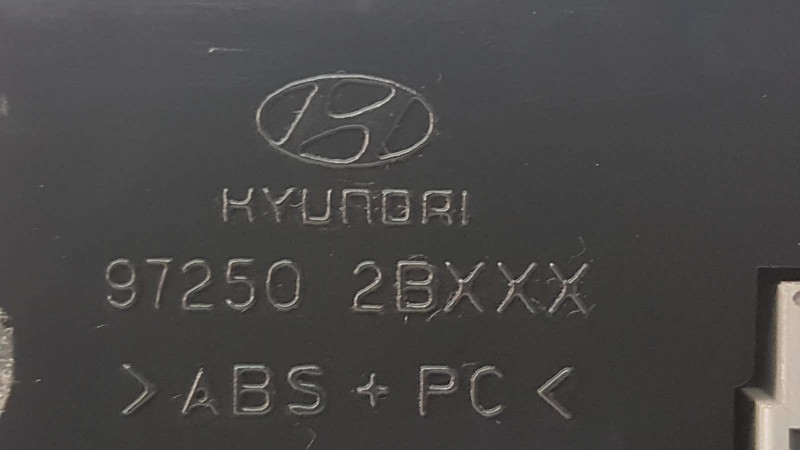 HYUNDAI
97250 2BXXX
>ABS+PC<